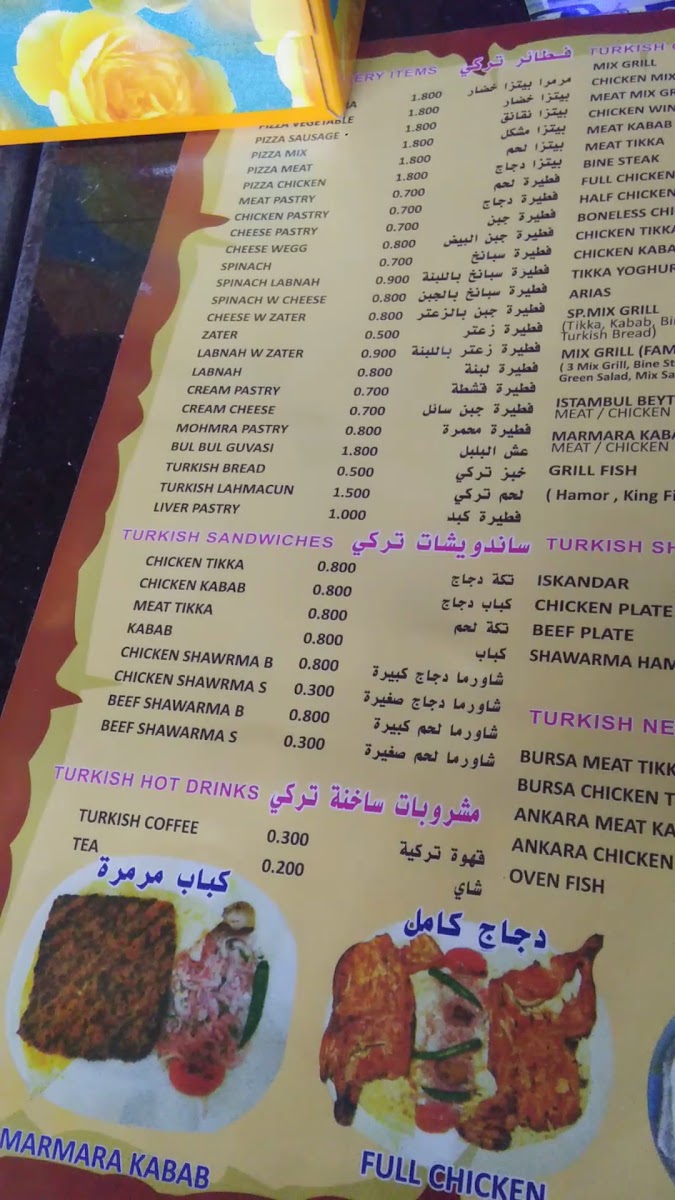 ERY ITEMS فطائر تركي
1.800 مرمرا بيتزا خضار
PIZZA VEGETABLE 1.800 بيتزا خضار
PIZZA SAUSAGE 1.800 بيتزا نقانق
PIZZA MIX 1.800 بيتزا مشكل
PIZZA MEAT 1.800 بيتزا لحم
PIZZA CHICKEN 1.800 بيتزا دجاج
MEAT PASTRY 0.700 فطيرة لحم
CHICKEN PASTRY 0.700 فطيرة دجاج
CHEESE PASTRY 0.700 فطيرة جبن
CHEESE WEGG 0.800 فطيرة جبن البيض
SPINACH 0.700 فطيرة سبانخ
SPINACH LABNAH 0.900 فطيرة سبانخ باللبنة
SPINACH W CHEESE 0.800 فطيرة سبانخ بالجبن
CHEESE W ZATER 0.800 فطيرة جبن بالزعتر
ZATER 0.500 فطيرة زعتر
LABNAH W ZATER 0.900 فطيرة زعتر باللبنة
LABNAH 0.800 فطيرة لبنة
CREAM PASTRY 0.700 فطيرة قشطة
CREAM CHEESE 0.700 فطيرة جبن سائل
MOHMRA PASTRY 0.800 فطيرة محمرة
BUL BUL GUVASI 1.800 عش البلبل
TURKISH BREAD 0.500 خبز تركي
TURKISH LAHMACUN 1.500 لحم تركي
LIVER PASTRY 1.000 فطيرة كبد
TURKISH SANDWICHES ساندويشات تركي
CHICKEN TIKKA 0.800 تكة دجاج
CHICKEN KABAB 0.800 كباب دجاج
MEAT TIKKA 0.800 تكة لحم
KABAB 0.800 كباب
CHICKEN SHAWRMA B 0.800 شاورما دجاج كبيرة
CHICKEN SHAWRMA S 0.300 شاورما دجاج صغيرة
BEEF SHAWARMA B 0.800 شاورما لحم كبيرة
BEEF SHAWARMA S 0.300 شاورما لحم صغيرة
TURKISH HOT DRINKS مشروبات ساخنة تركي
TURKISH COFFEE 0.300 قهوة تركية
TEA 0.200 شاي
TURKISH
MIX GRILL
CHICKEN MIX
MEAT MIX GR
CHICKEN WIN
MEAT KABAB
MEAT TIKKA
BINE STEAK
FULL CHICKEN
HALF CHICKEN
BONELESS CHI
CHICKEN TIKKA
CHICKEN KABA
TIKKA YOGHUR
ARIAS
SP.MIX GRILL
(Tikka, Kabab, Bi
Turkish Bread)
MIX GRILL (FAM
( 3 Mix Grill, Bine St
Green Salad, Mix Sa
ISTAMBUL BEYT
MEAT / CHICKEN
MARMARA KABA
MEAT / CHICKEN
GRILL FISH
( Hamor , King Fi
TURKISH SH
ISKANDAR
CHICKEN PLATE
BEEF PLATE
SHAWARMA HAM
TURKISH NE
BURSA MEAT TIKK
BURSA CHICKEN T
ANKARA MEAT KA
ANKARA CHICKEN
OVEN FISH
كباب مرمرة
MARMARA KABAB
دجاج كامل
FULL CHICKEN